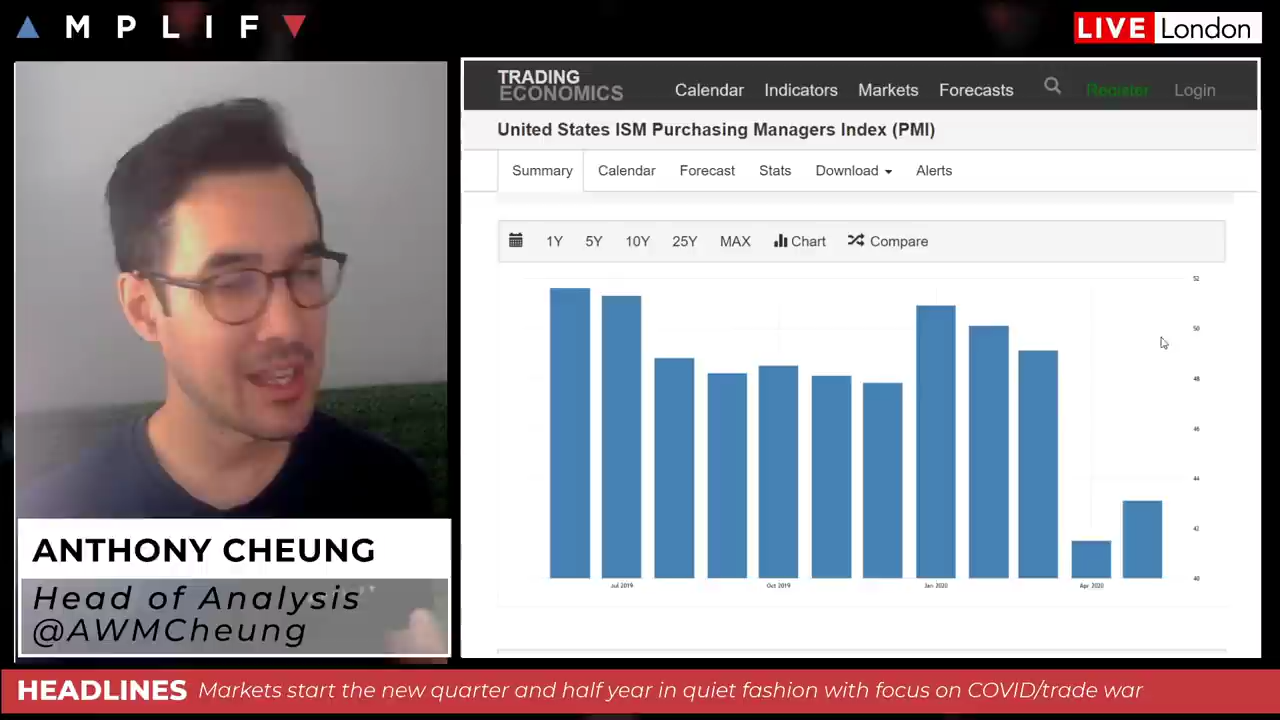 AMPLIFY
LIVE London
TRADING
ECONOMICS
Calendar Indicators Markets Forecasts Register Login
United States ISM Purchasing Managers Index (PMI)
Summary Calendar Forecast Stats Download Alerts
1Y 5Y 10Y 25Y MAX Chart Compare
52
50
48
46
44
42
40
Jul 2019 Oct 2019 Jan 2020 Apr 2020
ANTHONY CHEUNG
Head of Analysis
@AWMCheung
HEADLINES Markets start the new quarter and half year in quiet fashion with focus on COVID/trade war